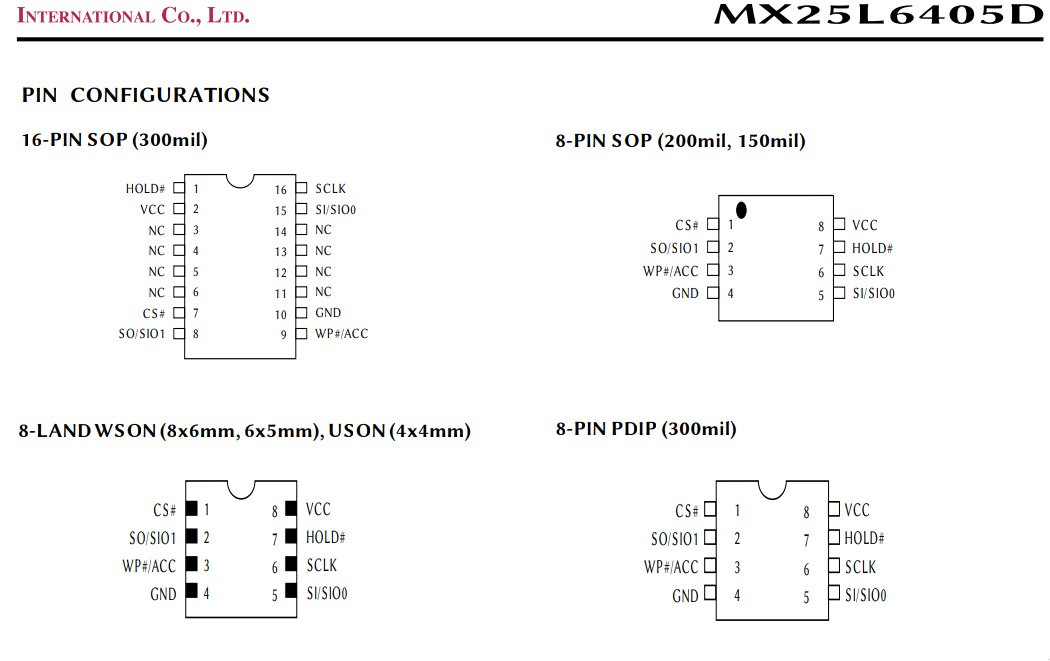 INTERNATIONAL CO., LTD.
MX25L6405D
PIN CONFIGURATIONS
16-PIN SOP (300mil)
HOLD# 1 16 SCLK
VCC 2 15 SI/SIO0
NC 3 14 NC
NC 4 13 NC
NC 5 12 NC
NC 6 11 NC
CS# 7 10 GND
SO/SIO1 8 9 WP#/ACC
8-PIN SOP (200mil, 150mil)
CS# 1 8 VCC
SO/SIO1 2 7 HOLD#
WP#/ACC 3 6 SCLK
GND 4 5 SI/SIO0
8-LAND WSON (8x6mm, 6x5mm), USON (4x4mm)
CS# 1 8 VCC
SO/SIO1 2 7 HOLD#
WP#/ACC 3 6 SCLK
GND 4 5 SI/SIO0
8-PIN PDIP (300mil)
CS# 1 8 VCC
SO/SIO1 2 7 HOLD#
WP#/ACC 3 6 SCLK
GND 4 5 SI/SIO0